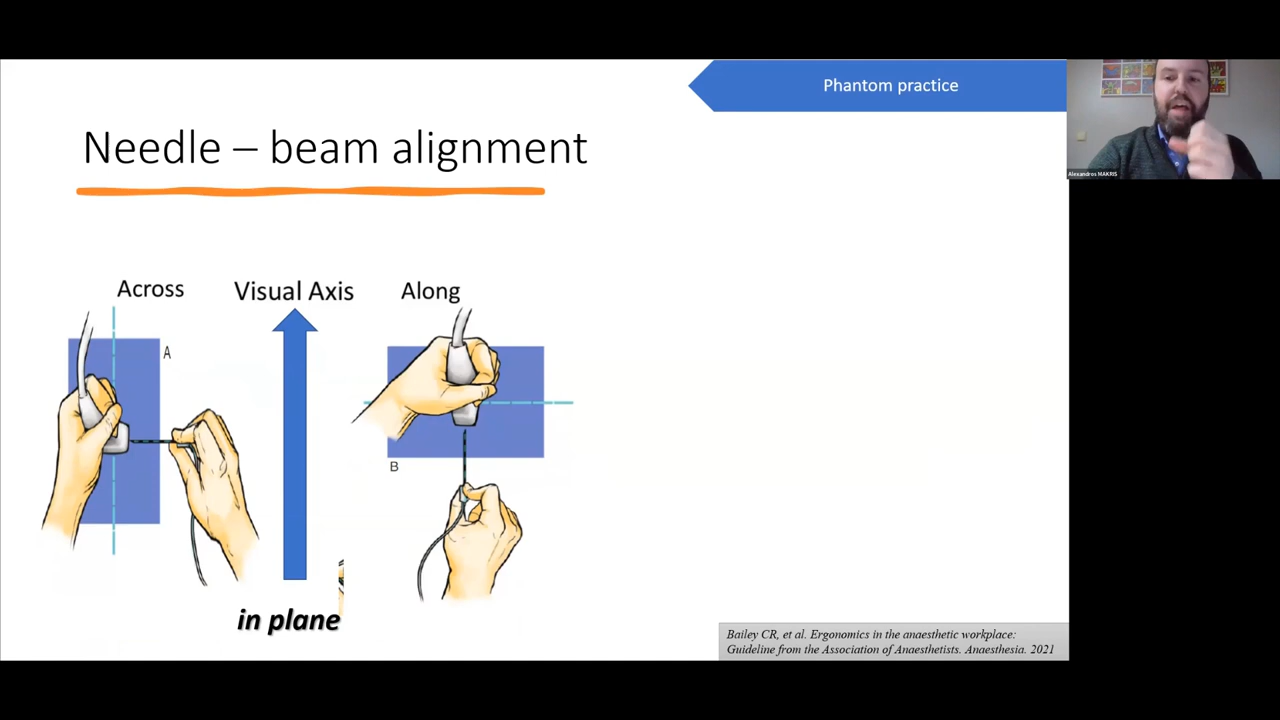 Phantom practice
Needle – beam alignment
Alexandros MAKRIS
Across
Visual Axis
Along
A
B
in plane
Bailey CR, et al. Ergonomics in the anaesthetic workplace:
Guideline from the Association of Anaesthetists. Anaesthesia. 2021